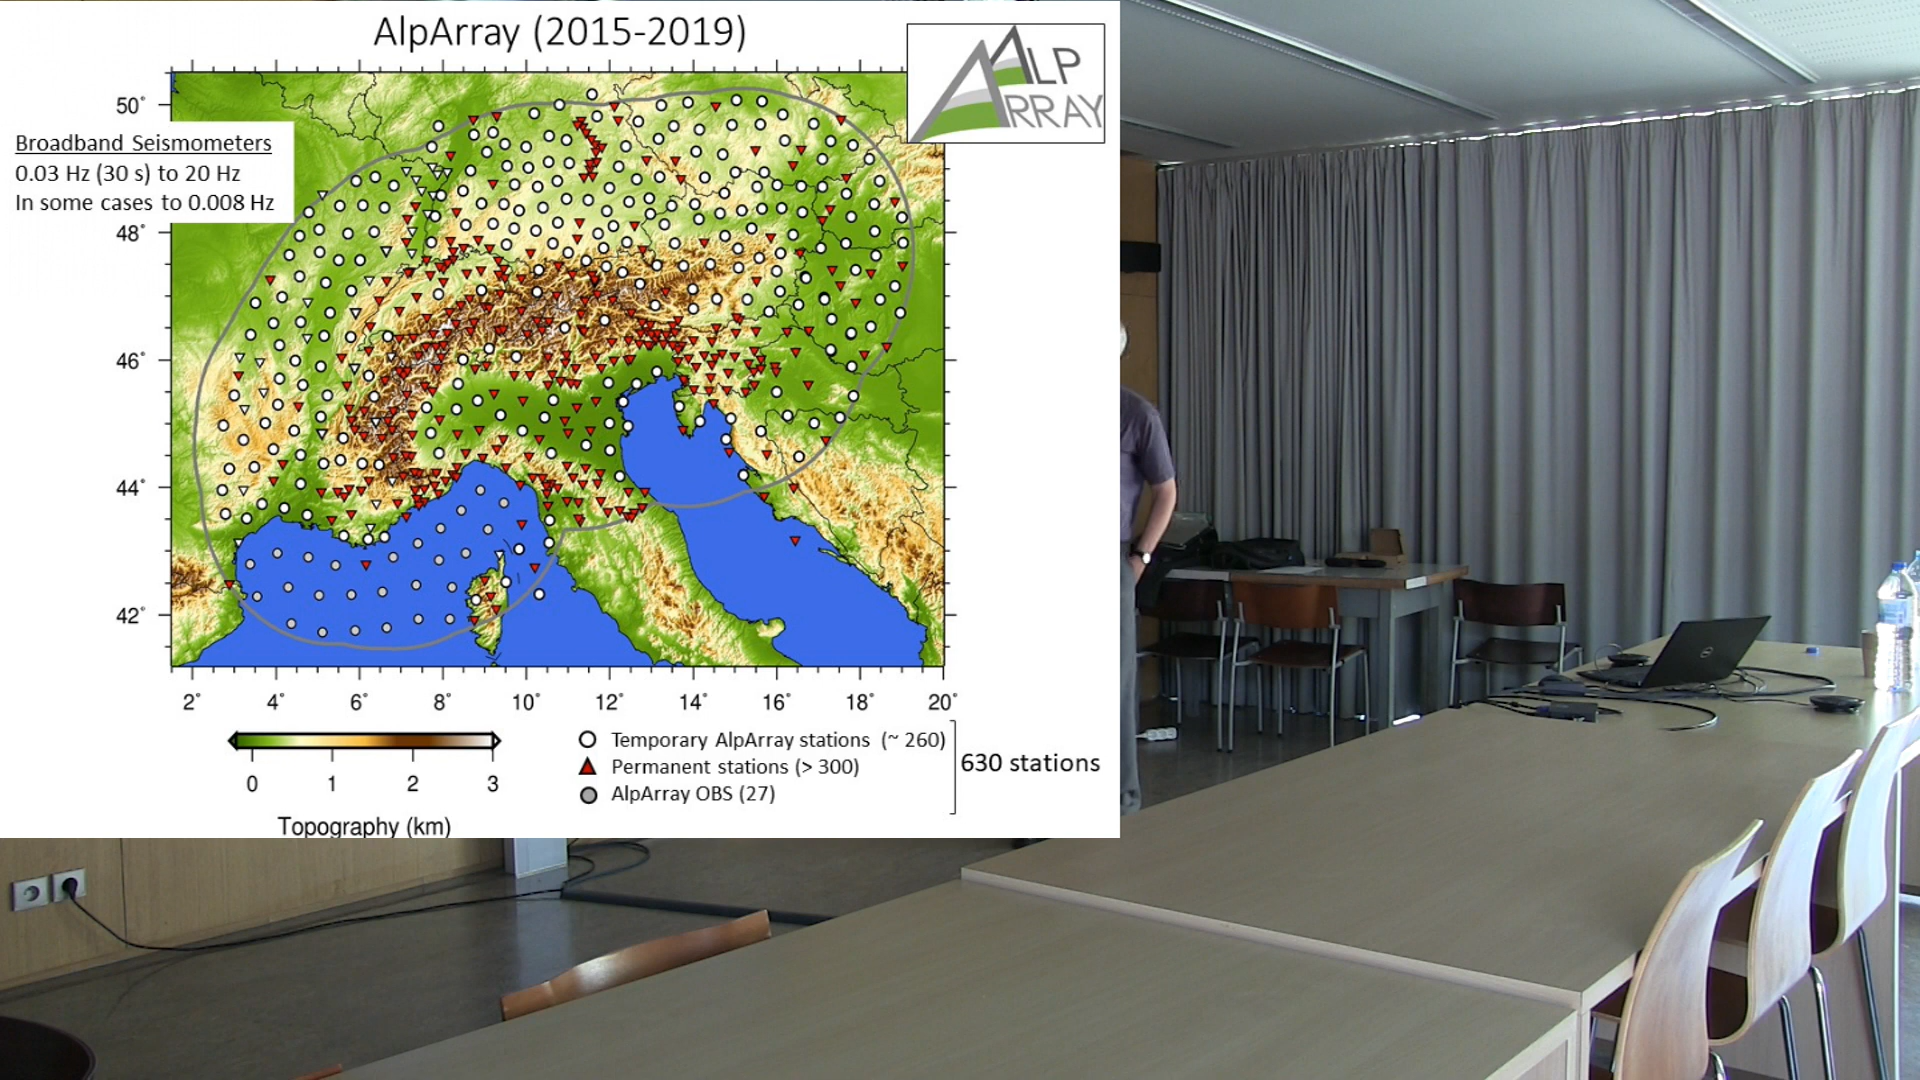 AlpArray (2015-2019)
ALP
ARRAY
Broadband Seismometers
0.03 Hz (30 s) to 20 Hz
In some cases to 0.008 Hz
50°
48°
46°
44°
42°
2° 4° 6° 8° 10° 12° 14° 16° 18° 20°
0 1 2 3
Topography (km)
Temporary AlpArray stations (~ 260)
Permanent stations (> 300)
AlpArray OBS (27)
630 stations
DELL